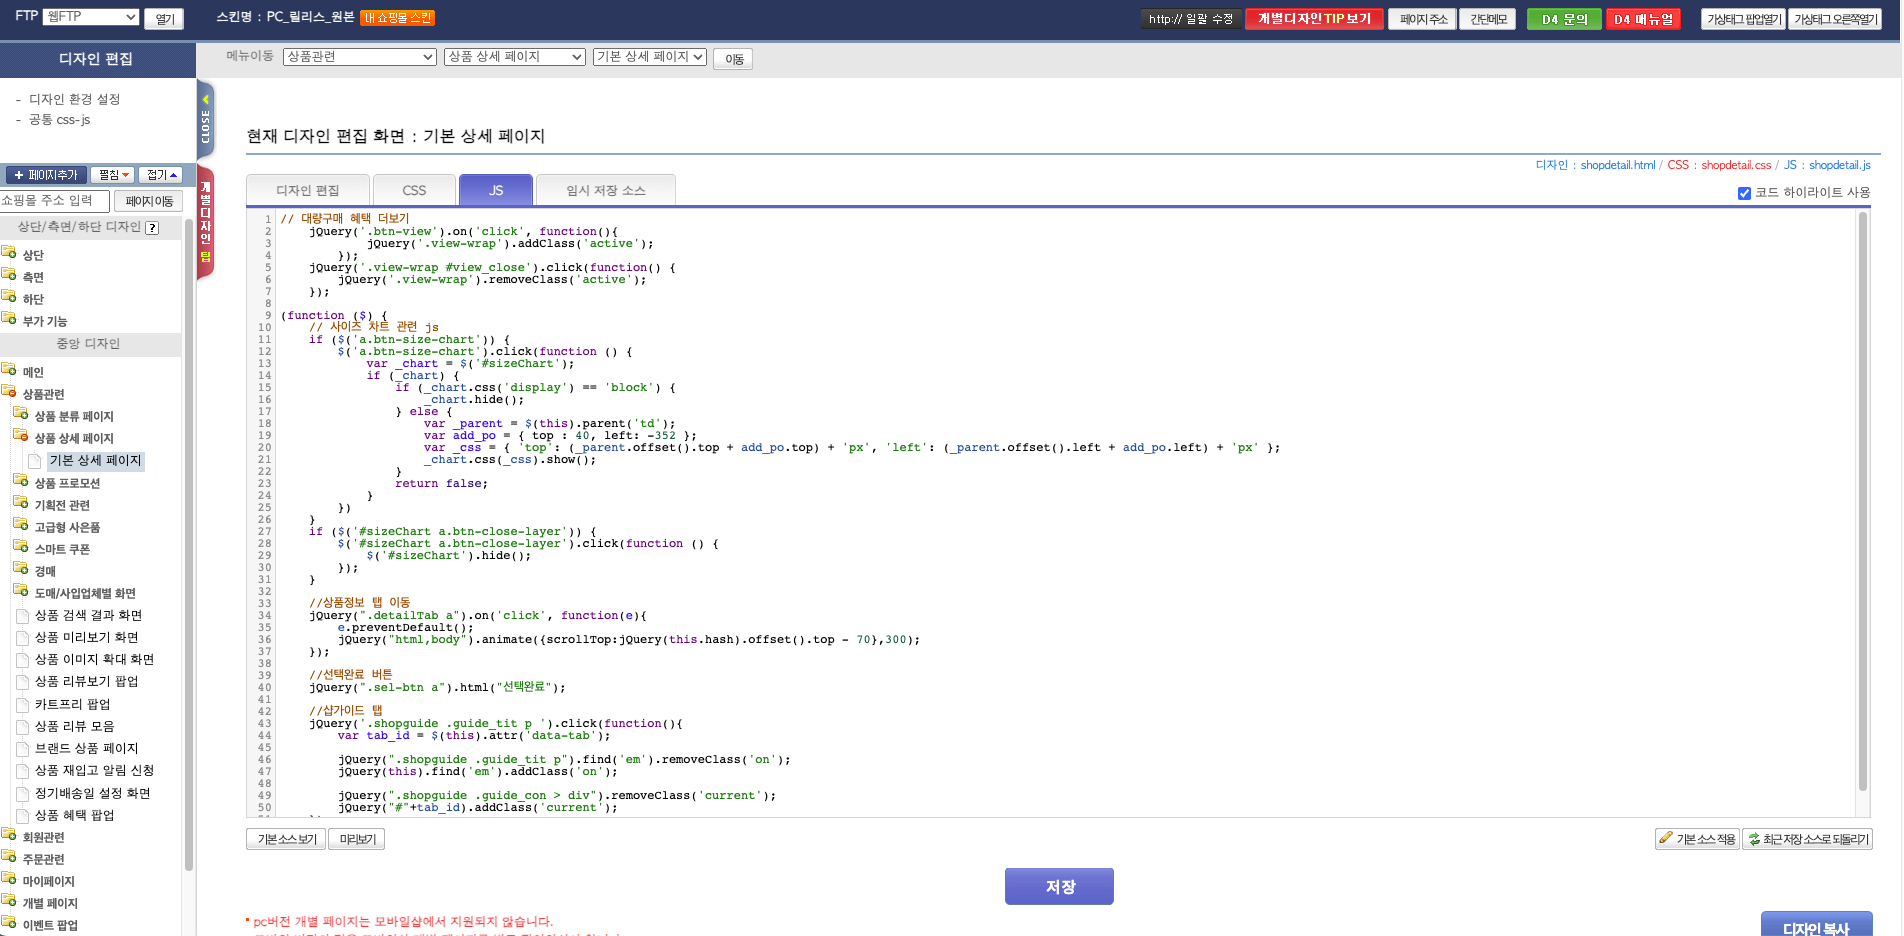 FTP 웹FTP 열기 스킨명 : PC_릴리스_원본 내 쇼핑몰 스킨 http:// 일괄 수정 개별디자인TIP보기 페이지 주소 간단메모 D4 문의 D4 매뉴얼 가상태그 팝업열기 가상태그 오른쪽열기
디자인 편집
메뉴이동 상품관련 상품 상세 페이지 기본 상세 페이지 이동
- 디자인 환경 설정
- 공통 css-js
CLOSE
개별디자인 팁
+ 페이지추가 펼침 접기
쇼핑몰 주소 입력 페이지 이동
상단/측면/하단 디자인 ?
상단
측면
하단
부가 기능
중앙 디자인
메인
상품관련
상품 분류 페이지
상품 상세 페이지
기본 상세 페이지
상품 프로모션
기획전 관련
고급형 사은품
스마트 쿠폰
경매
도매/사입업체별 화면
상품 검색 결과 화면
상품 미리보기 화면
상품 이미지 확대 화면
상품 리뷰보기 팝업
카트프리 팝업
상품 리뷰 모음
브랜드 상품 페이지
상품 재입고 알림 신청
정기배송일 설정 화면
상품 혜택 팝업
회원관련
주문관련
마이페이지
개별 페이지
이벤트 팝업
현재 디자인 편집 화면 : 기본 상세 페이지
디자인 : shopdetail.html / CSS : shopdetail.css / JS : shopdetail.js
디자인 편집 CSS JS 임시 저장 소스
코드 하이라이트 사용
1 // 대량구매 혜택 더보기
2 jQuery('.btn-view').on('click', function(){
3 jQuery('.view-wrap').addClass('active');
4 });
5 jQuery('.view-wrap #view_close').click(function() {
6 jQuery('.view-wrap').removeClass('active');
7 });
8
9 (function ($) {
10 // 사이즈 차트 관련 js
11 if ($('a.btn-size-chart')) {
12 $('a.btn-size-chart').click(function () {
13 var _chart = $('#sizeChart');
14 if (_chart) {
15 if (_chart.css('display') == 'block') {
16 _chart.hide();
17 } else {
18 var _parent = $(this).parent('td');
19 var add_po = { top : 40, left: -352 };
20 var _css = { 'top': (_parent.offset().top + add_po.top) + 'px', 'left': (_parent.offset().left + add_po.left) + 'px' };
21 _chart.css(_css).show();
22 }
23 return false;
24 }
25 })
26 }
27 if ($('#sizeChart a.btn-close-layer')) {
28 $('#sizeChart a.btn-close-layer').click(function () {
29 $('#sizeChart').hide();
30 });
31 }
32
33 //상품정보 탭 이동
34 jQuery(".detailTab a").on('click', function(e){
35 e.preventDefault();
36 jQuery("html,body").animate({scrollTop:jQuery(this.hash).offset().top - 70},300);
37 });
38
39 //선택완료 버튼
40 jQuery(".sel-btn a").html("선택완료");
41
42 //샵가이드 탭
43 jQuery('.shopguide .guide_tit p ').click(function(){
44 var tab_id = $(this).attr('data-tab');
45
46 jQuery(".shopguide .guide_tit p").find('em').removeClass('on');
47 jQuery(this).find('em').addClass('on');
48
49 jQuery(".shopguide .guide_con > div").removeClass('current');
50 jQuery("#"+tab_id).addClass('current');
기본 소스 보기 미리보기 기본 소스 적용 최근 저장 소스로 되돌리기
저장
pc버전 개별 페이지는 모바일샵에서 지원되지 않습니다.
디자인 복사